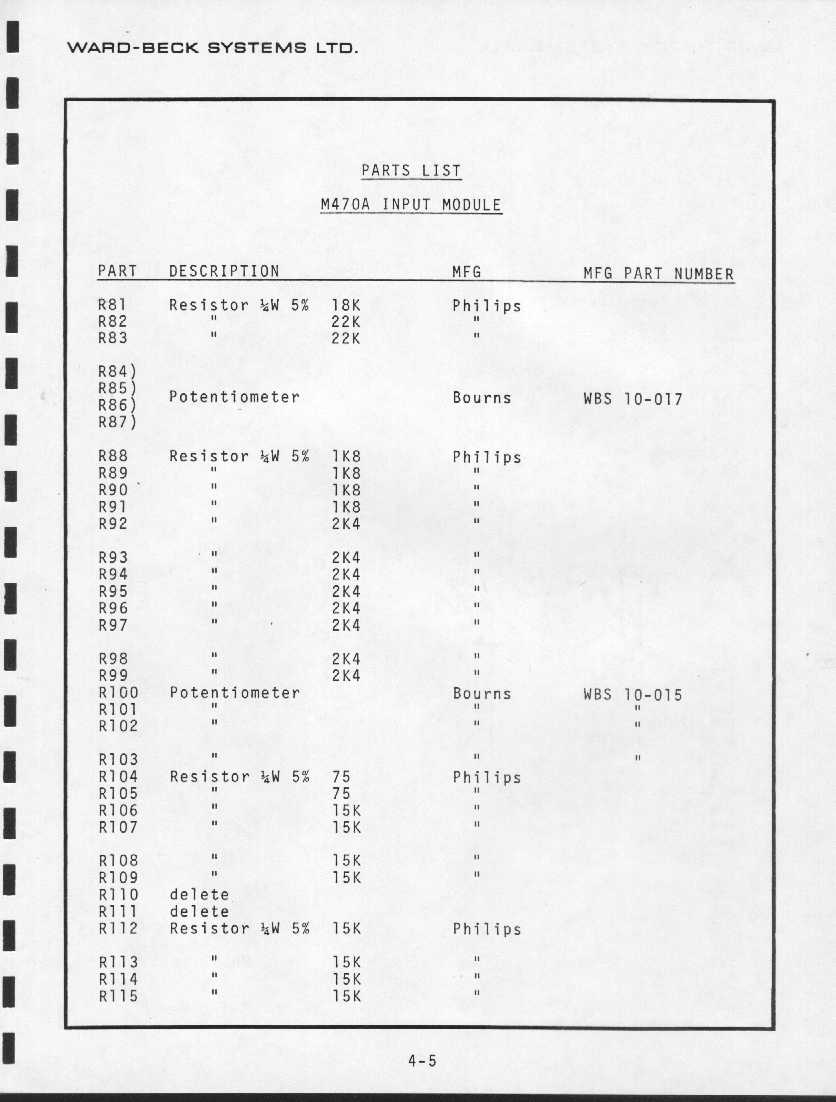 WARD-BECK SYSTEMS LTD.
PARTS LIST
M470A INPUT MODULE
PART DESCRIPTION MFG MFG PART NUMBER
R81 Resistor ¼W 5% 18K Philips
R82 " 22K "
R83 " 22K "
R84)
R85)
Potentiometer Bourns WBS 10-017
R86)
R87)
R88 Resistor ¼W 5% 1K8 Philips
R89 " 1K8 "
R90 " 1K8 "
R91 " 1K8 "
R92 " 2K4 "
R93 " 2K4 "
R94 " 2K4 "
R95 " 2K4 "
R96 " 2K4 "
R97 " 2K4 "
R98 " 2K4 "
R99 " 2K4 "
R100 Potentiometer Bourns WBS 10-015
R101 " " "
R102 " " "
R103 " " "
R104 Resistor ¼W 5% 75 Philips
R105 " 75 "
R106 " 15K "
R107 " 15K "
R108 " 15K "
R109 " 15K "
R110 delete
R111 delete
R112 Resistor ¼W 5% 15K Philips
R113 " 15K "
R114 " 15K "
R115 " 15K "
4-5